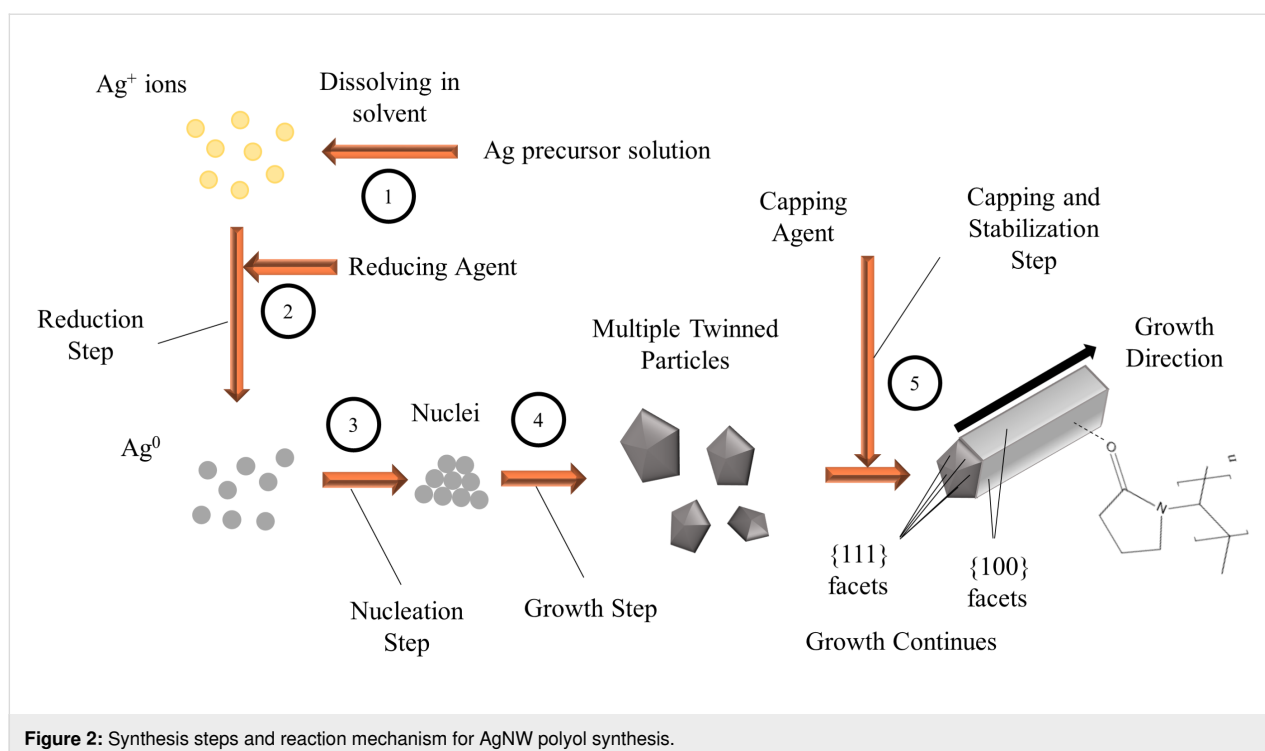 Ag⁺ ions
Dissolving in
solvent
Ag precursor solution
1
Reducing Agent
2
Reduction
Step
Ag⁰
3
Nuclei
4
Nucleation
Step
Growth Step
Multiple Twinned
Particles
Capping
Agent
Capping and
Stabilization
Step
5
Growth
Direction
{111}
facets
{100}
facets
Growth Continues
O
N
n
Figure 2: Synthesis steps and reaction mechanism for AgNW polyol synthesis.